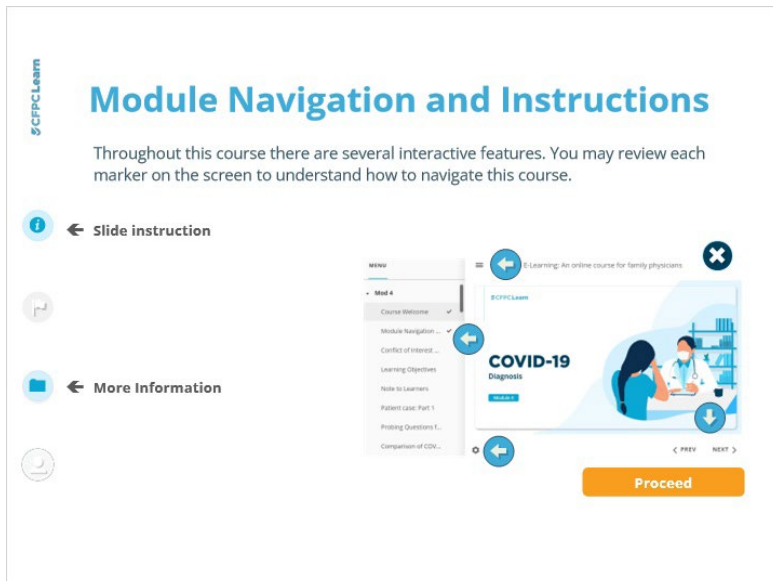 CFPCLearn
Module Navigation and Instructions
Throughout this course there are several interactive features. You may review each
marker on the screen to understand how to navigate this course.
Slide instruction
More Information
MENU
Mod 4
Course Welcome
Module Navigation ...
Conflict of Interest ...
Learning Objectives
Note to Learners
Patient case: Part 1
Probing Questions f...
Comparison of COV...
E-Learning: An online course for family physicians
CFPCLearn
COVID-19
Diagnosis
Module 4
PREV
NEXT
Proceed